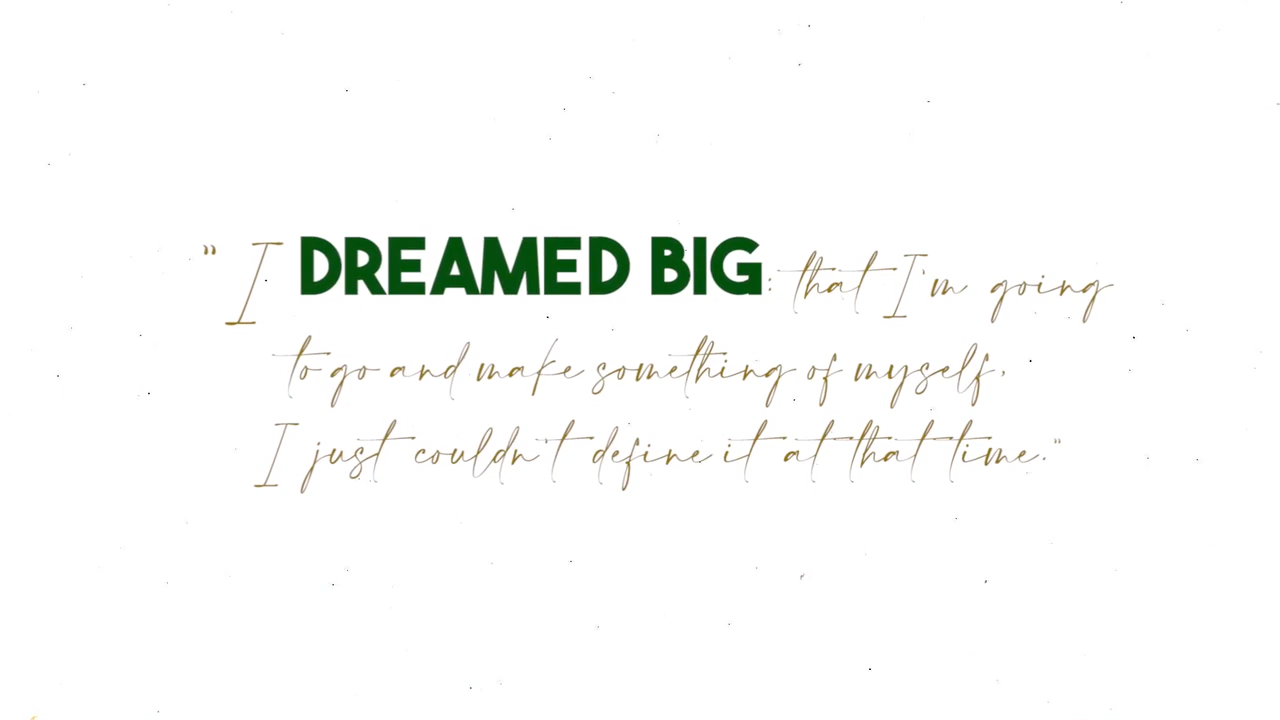 " I DREAMED BIG: that I'm going
to go and make something of myself,
I just couldn't define it at that time."